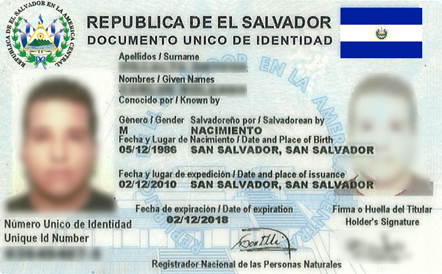 REPUBLICA DE EL SALVADOR EN LA AMERICA CENTRAL
REPUBLICA DE EL SALVADOR
DOCUMENTO UNICO DE IDENTIDAD
Apellidos / Surname
Nombres / Given Names
Conocido por / Known by
Género / Gender Salvadoreño por / Salvadorean by
M NACIMIENTO
Fecha y Lugar de Nacimiento / Date and Place of Birth
05/12/1986 SAN SALVADOR, SAN SALVADOR
Fecha y lugar de expedición / Date and place of issuance
02/12/2010 SAN SALVADOR, SAN SALVADOR
Fecha de expiración / Date of expiration
02/12/2018
Número Unico de Identidad
Unique Id Number
Firma o Huella del Titular
Holder's Signature
Registrador Nacional de las Personas Naturales